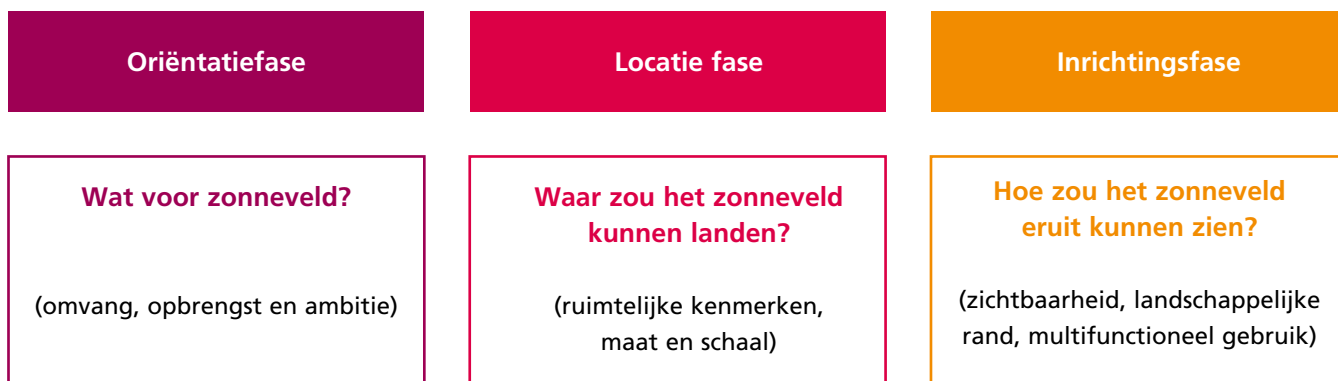 Oriëntatiefase
Locatie fase
Inrichtingsfase
Wat voor zonneveld?
(omvang, opbrengst en ambitie)
Waar zou het zonneveld
kunnen landen?
(ruimtelijke kenmerken,
maat en schaal)
Hoe zou het zonneveld
eruit kunnen zien?
(zichtbaarheid, landschappelijke
rand, multifunctioneel gebruik)